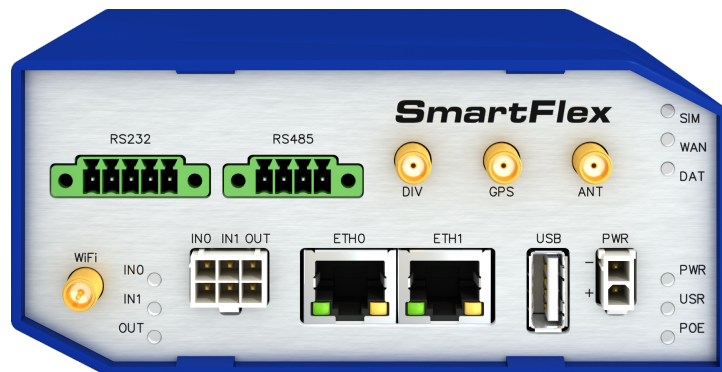 SmartFlex
SIM
WAN
DAT
RS232
RS485
DIV
GPS
ANT
WiFi
IN0
IN1
OUT
IN0 IN1 OUT
ETH0
ETH1
USB
PWR
−
+
PWR
USR
POE